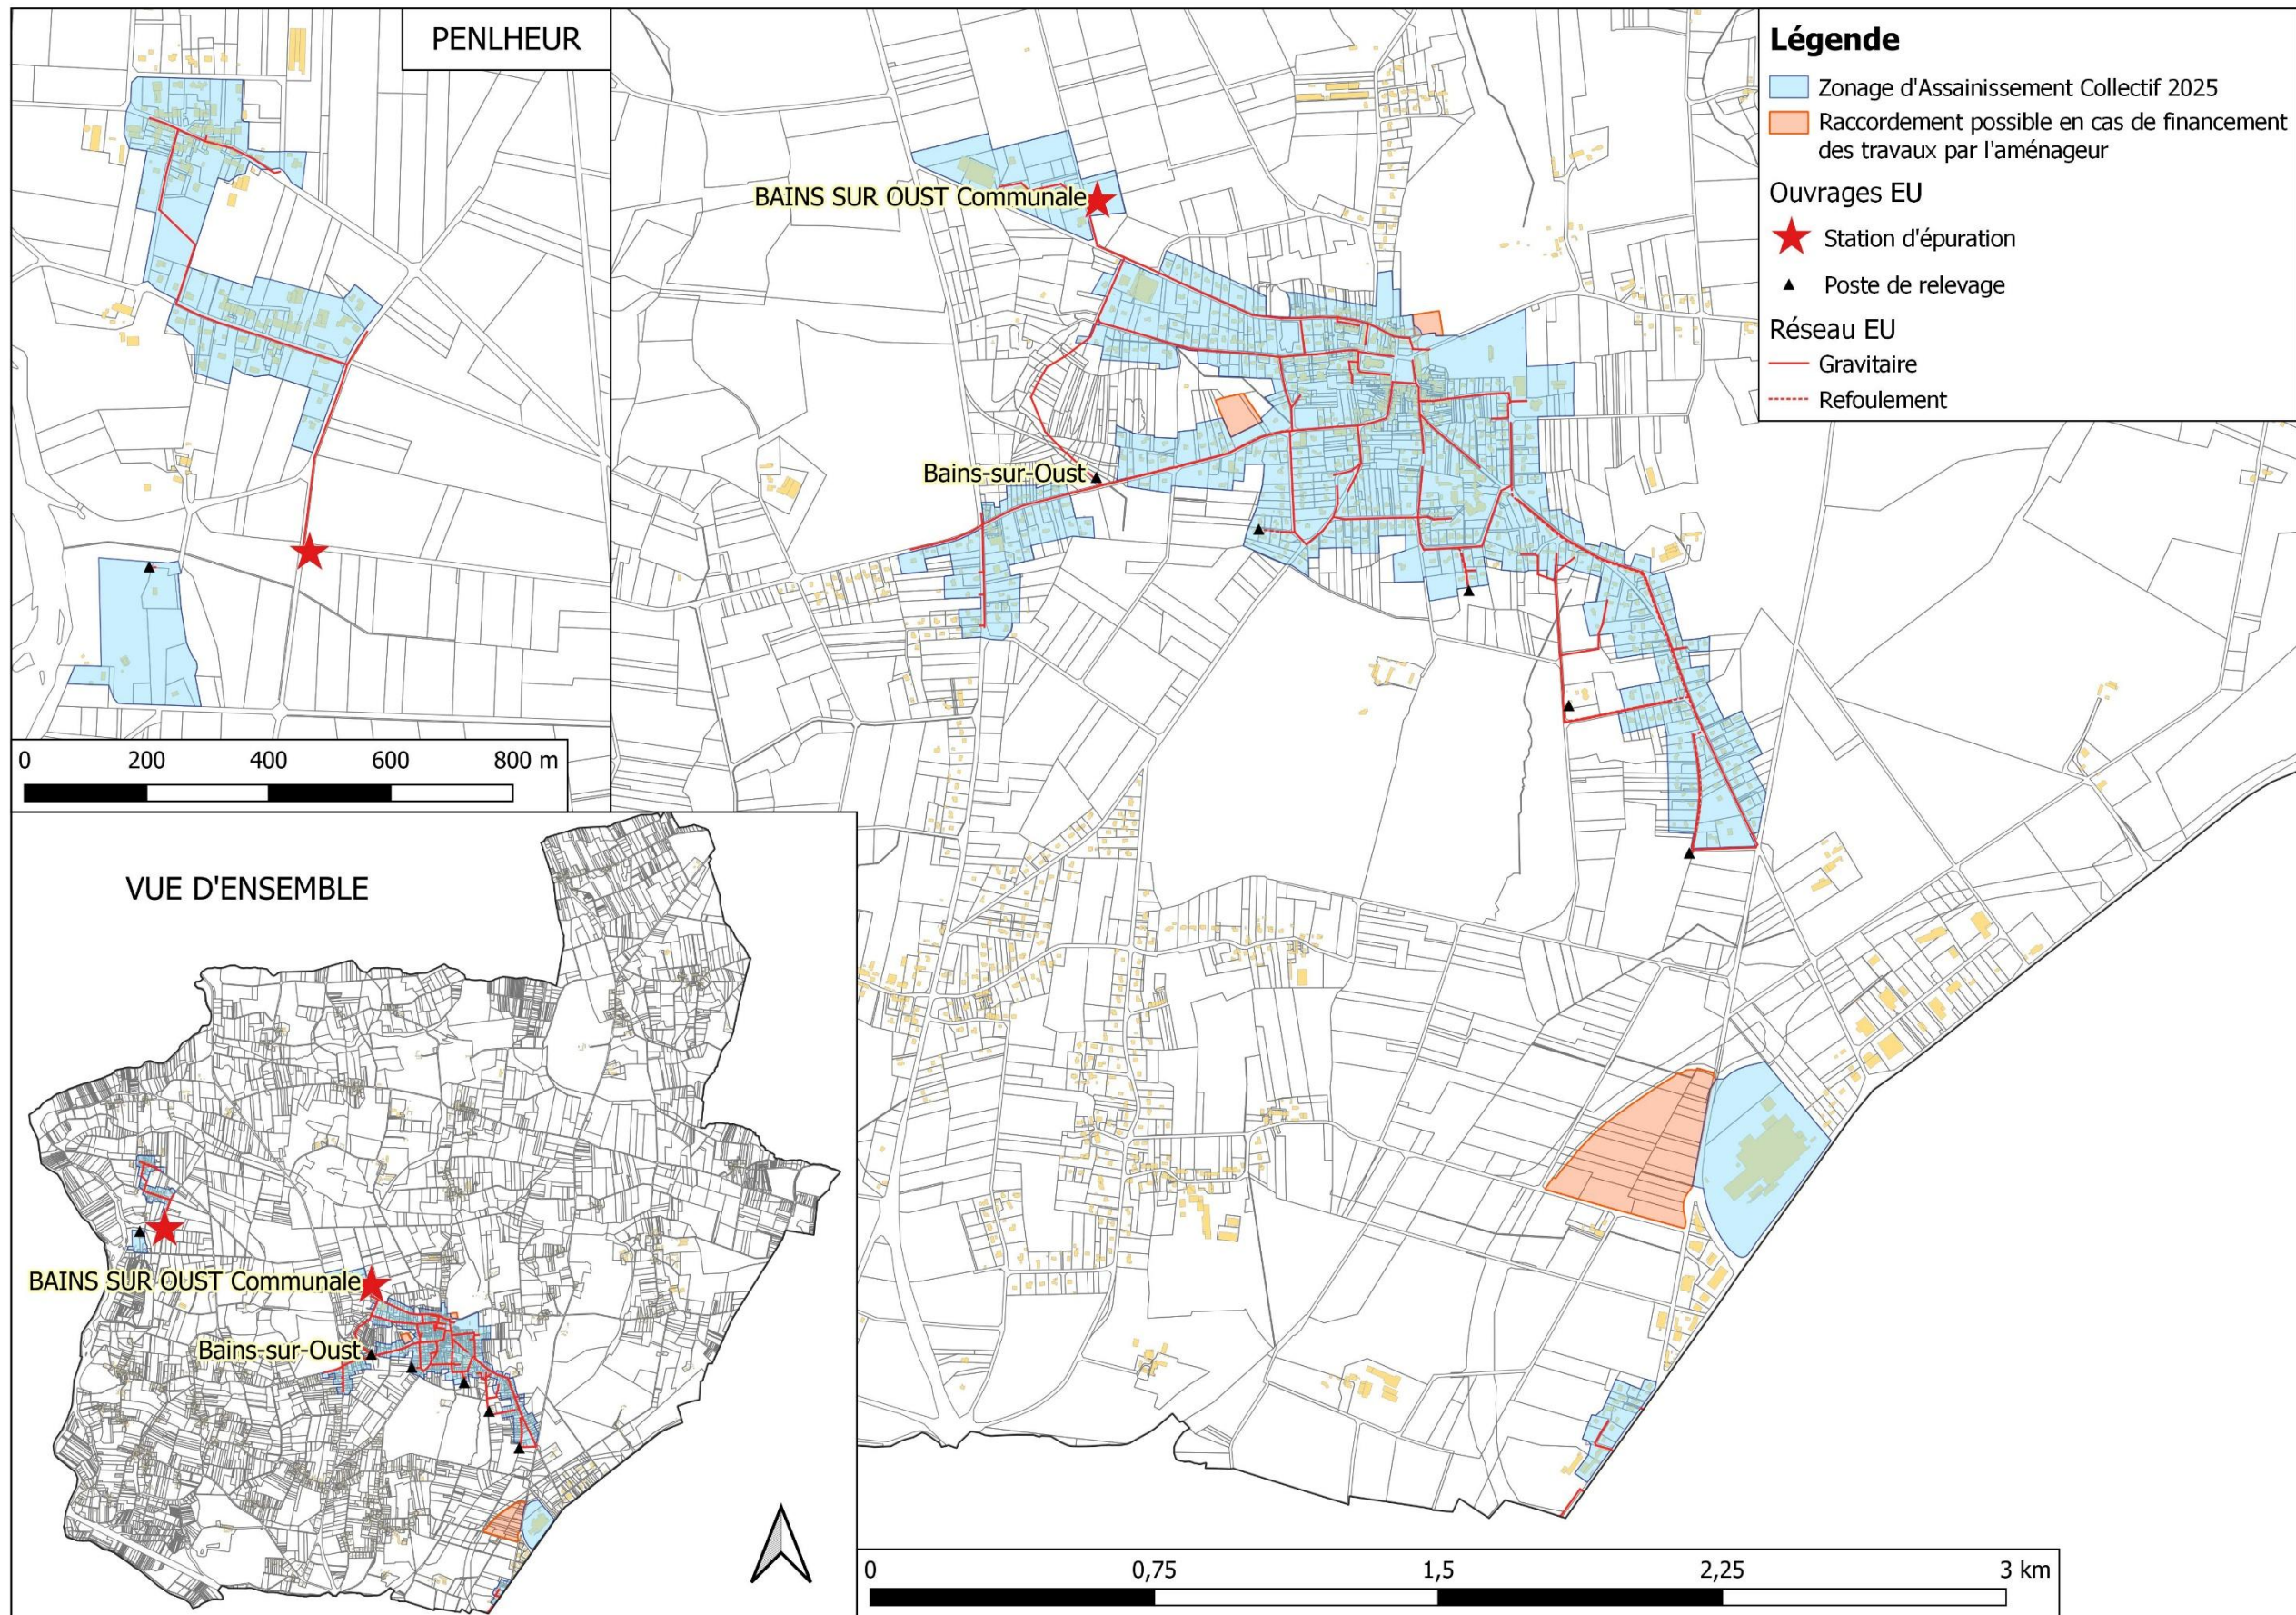 PENLHEUR
0 200 400 600 800 m
Légende
Zonage d'Assainissement Collectif 2025
Raccordement possible en cas de financement
des travaux par l'aménageur
Ouvrages EU
Station d'épuration
Poste de relevage
Réseau EU
Gravitaire
Refoulement
BAINS SUR OUST Communale
Bains-sur-Oust
VUE D'ENSEMBLE
BAINS SUR OUST Communale
Bains-sur-Oust
0 0,75 1,5 2,25 3 km